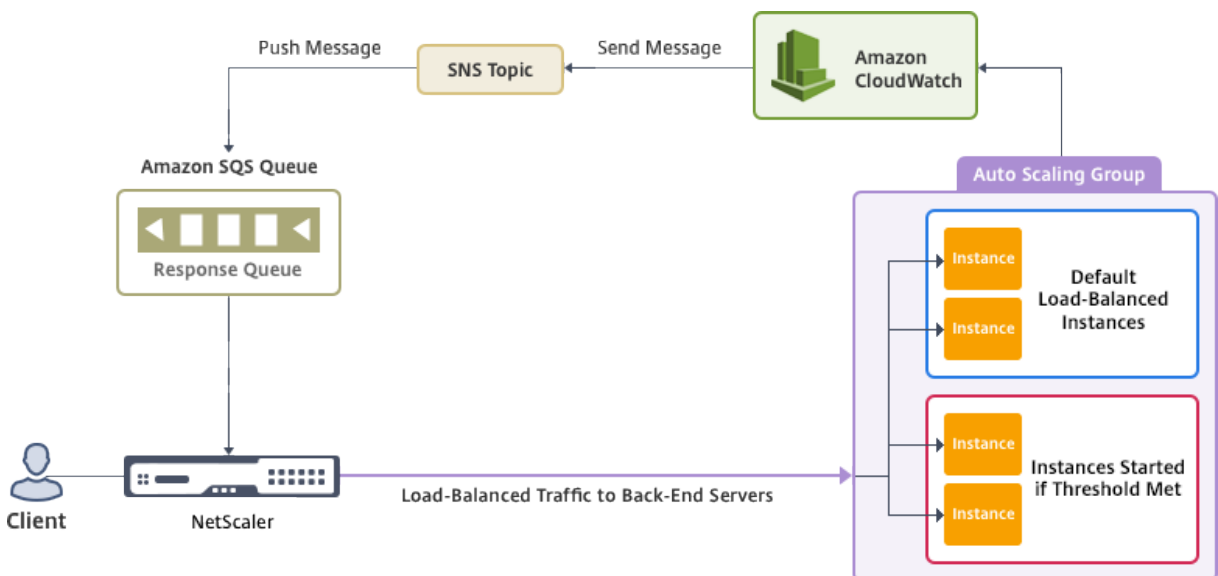 Push Message
Send Message
SNS Topic
Amazon
CloudWatch
Amazon SQS Queue
Response Queue
Auto Scaling Group
Instance
Instance
Default
Load-Balanced
Instances
Instance
Instance
Instances Started
if Threshold Met
Load-Balanced Traffic to Back-End Servers
Client
NetScaler